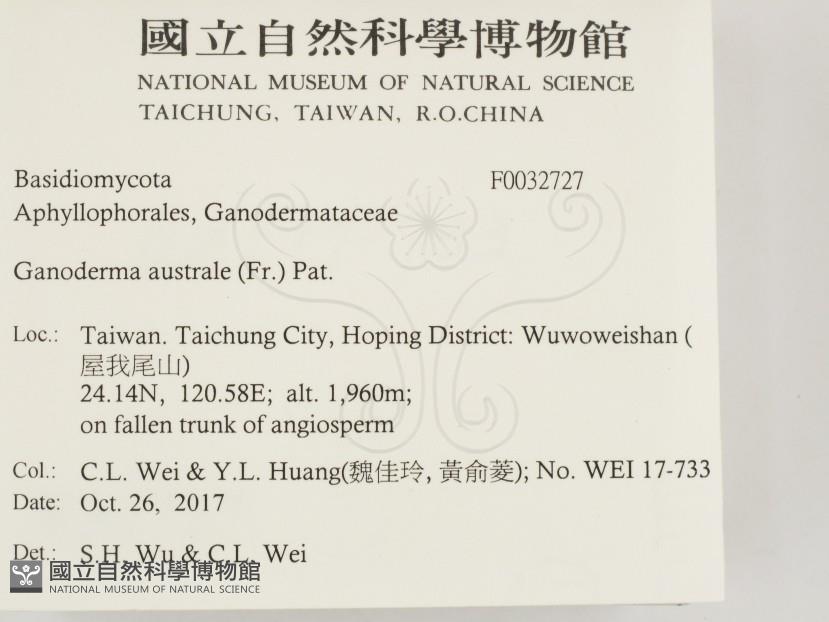 國立自然科學博物館
NATIONAL MUSEUM OF NATURAL SCIENCE
TAICHUNG, TAIWAN, R.O.CHINA
Basidiomycota F0032727
Aphyllophorales, Ganodermataceae
Ganoderma australe (Fr.) Pat.
Loc.: Taiwan. Taichung City, Hoping District: Wuwoweishan (
屋我尾山)
24.14N, 120.58E; alt. 1,960m;
on fallen trunk of angiosperm
Col.: C.L. Wei & Y.L. Huang(魏佳玲, 黃俞菱); No. WEI 17-733
Date: Oct. 26, 2017
Det.: S.H. Wu & C.L. Wei
國立自然科學博物館
NATIONAL MUSEUM OF NATURAL SCIENCE